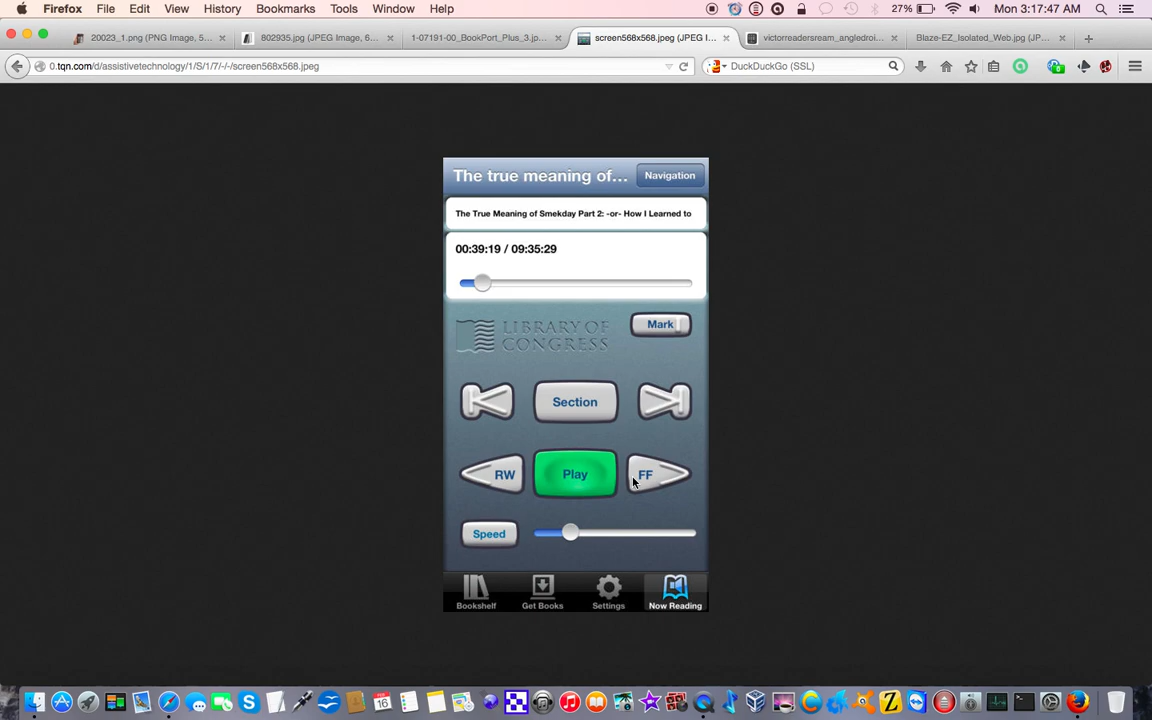 Firefox File Edit View History Bookmarks Tools Window Help 27% Mon 3:17:47 AM
20023_1.png (PNG Image, 5... 802935.jpg (JPEG Image, 6... 1-07191-00_BookPort_Plus_3.jp... screen568x568.jpeg (JPEG I... victorreadersream_angledroi... Blaze-EZ_Isolated_Web.jpg (JP...
0.tqn.com/d/assistivetechnology/1/S/1/7/-/-/screen568x568.jpeg DuckDuckGo (SSL)
The true meaning of... Navigation
The True Meaning of Smekday Part 2: -or- How I Learned to
00:39:19 / 09:35:29
LIBRARY OF CONGRESS Mark
Section
RW Play FF
Speed
Bookshelf Get Books Settings Now Reading